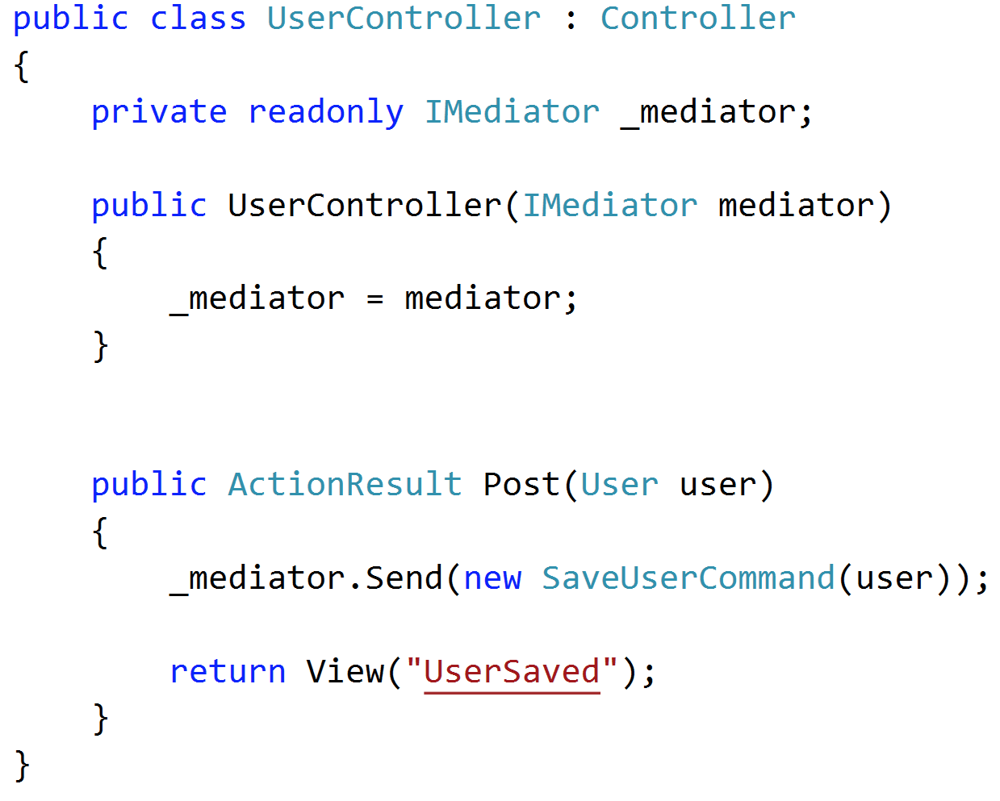 public class UserController : Controller
{
    private readonly IMediator _mediator;

    public UserController(IMediator mediator)
    {
        _mediator = mediator;
    }


    public ActionResult Post(User user)
    {
        _mediator.Send(new SaveUserCommand(user));

        return View("UserSaved");
    }
}